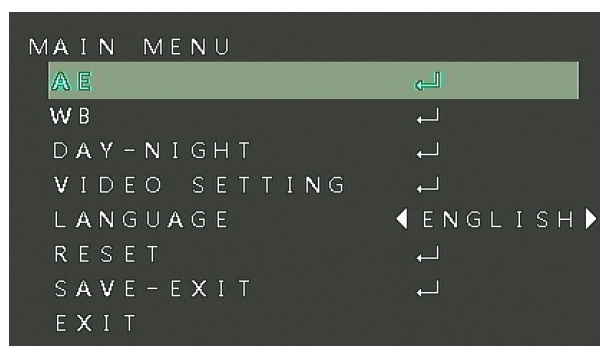 MAIN MENU
AE ↵
WB ↵
DAY-NIGHT ↵
VIDEO SETTING ↵
LANGUAGE ◀ENGLISH▶
RESET ↵
SAVE-EXIT ↵
EXIT